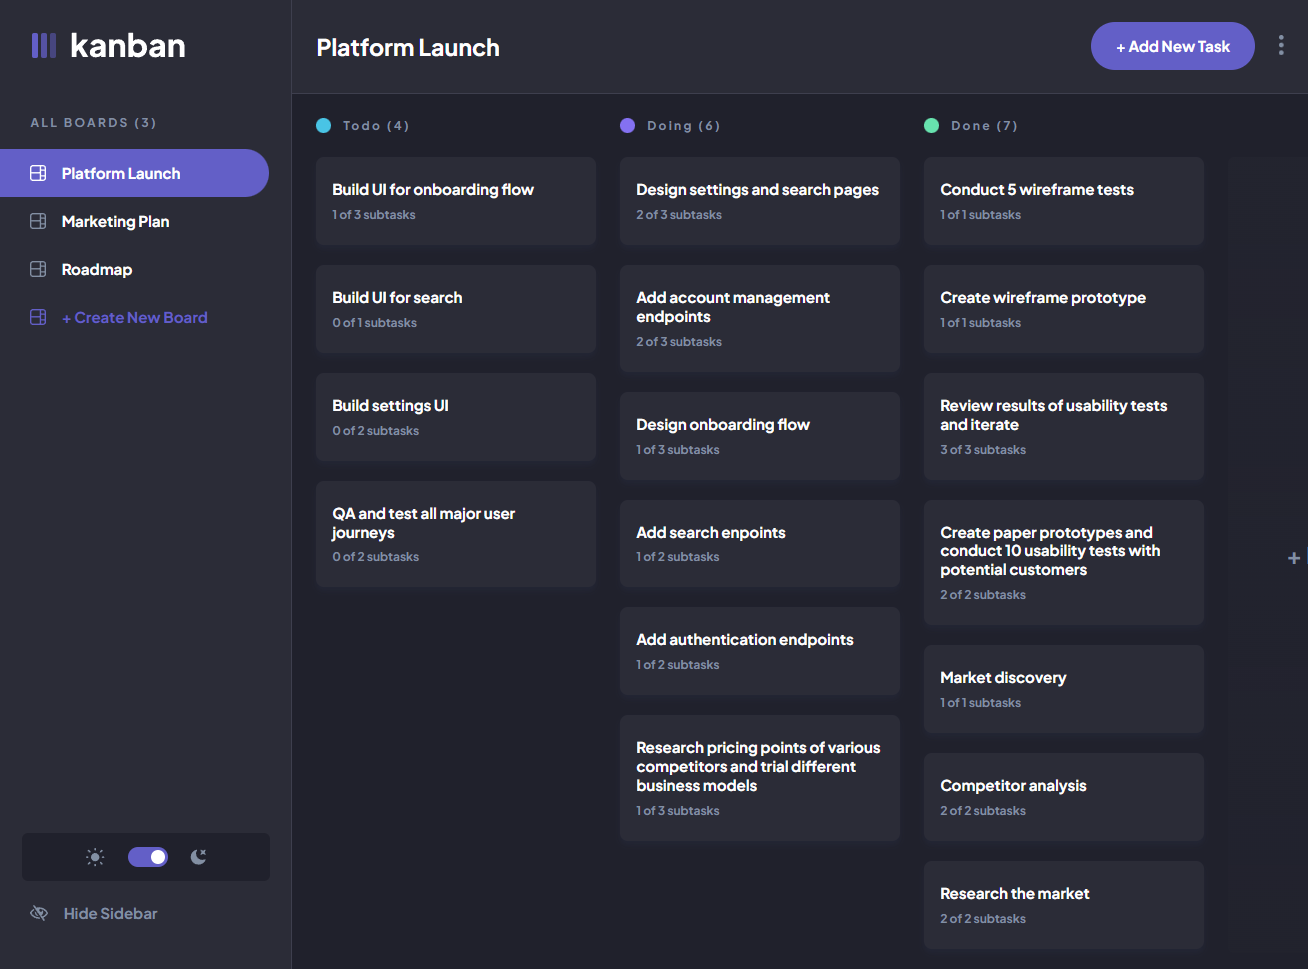 kanban
ALL BOARDS (3)
Platform Launch
Marketing Plan
Roadmap
+ Create New Board
Hide Sidebar
Platform Launch
+ Add New Task
Todo (4)
Build UI for onboarding flow
1 of 3 subtasks
Build UI for search
0 of 1 subtasks
Build settings UI
0 of 2 subtasks
QA and test all major user
journeys
0 of 2 subtasks
Doing (6)
Design settings and search pages
2 of 3 subtasks
Add account management
endpoints
2 of 3 subtasks
Design onboarding flow
1 of 3 subtasks
Add search enpoints
1 of 2 subtasks
Add authentication endpoints
1 of 2 subtasks
Research pricing points of various
competitors and trial different
business models
1 of 3 subtasks
Done (7)
Conduct 5 wireframe tests
1 of 1 subtasks
Create wireframe prototype
1 of 1 subtasks
Review results of usability tests
and iterate
3 of 3 subtasks
Create paper prototypes and
conduct 10 usability tests with
potential customers
2 of 2 subtasks
Market discovery
1 of 1 subtasks
Competitor analysis
2 of 2 subtasks
Research the market
2 of 2 subtasks
+